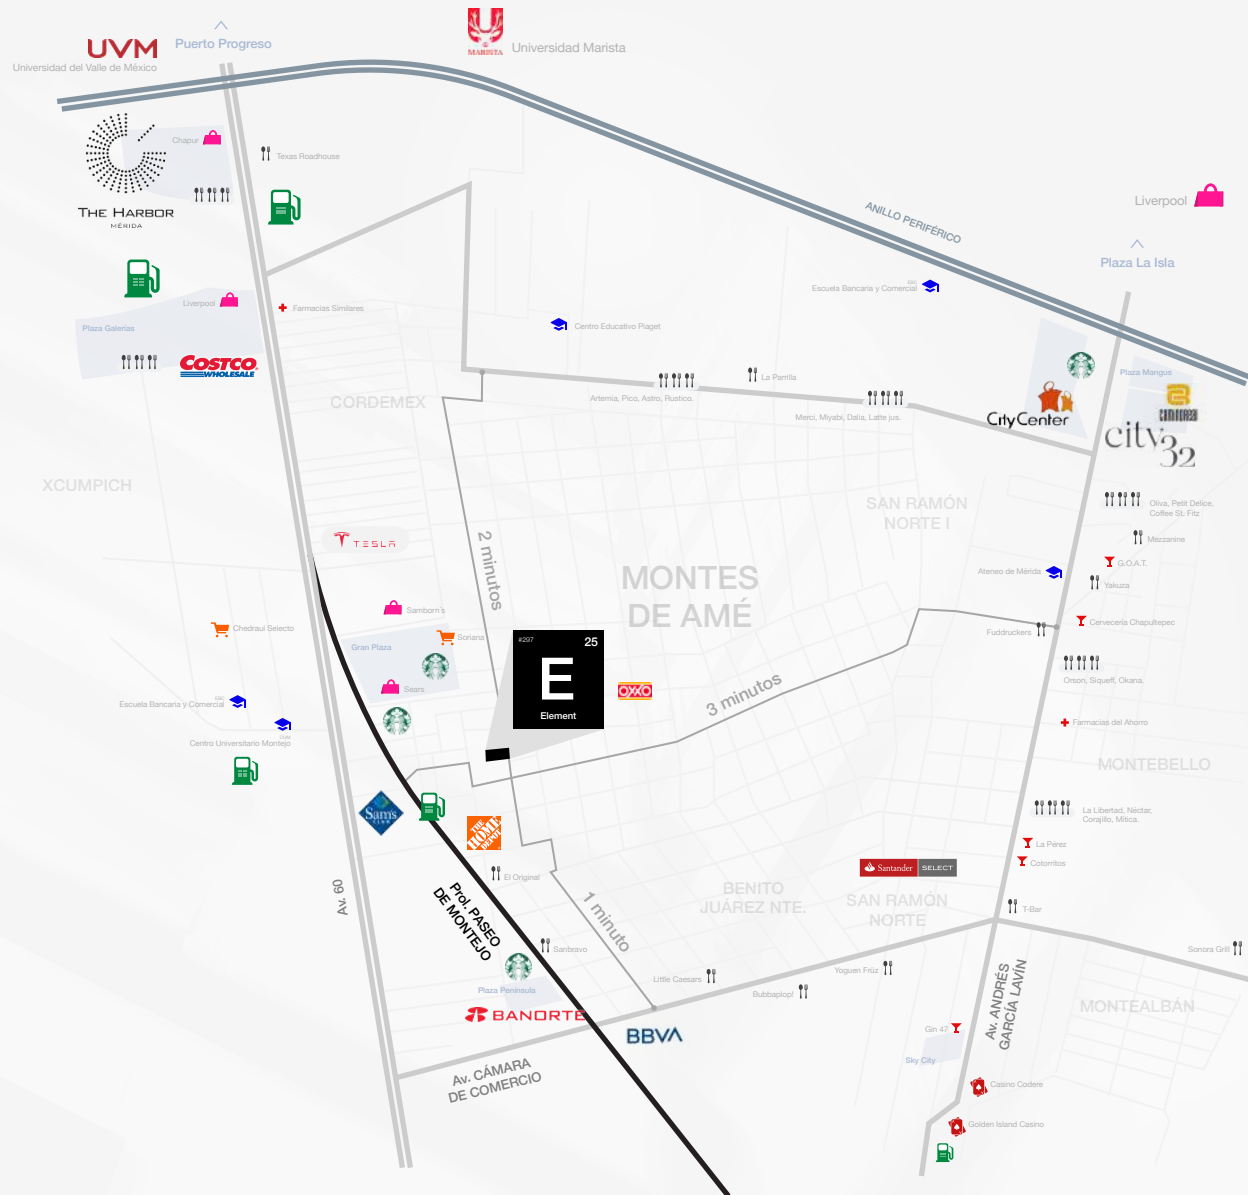 UVM
Universidad del Valle de México
Puerto Progreso
MARISTA
Universidad Marista
Chapur
Texas Roadhouse
THE HARBOR
MÉRIDA
Liverpool
Plaza La Isla
ANILLO PERIFÉRICO
Escuela Bancaria y Comercial
Liverpool
Plaza Galerías
COSTCO
WHOLESALE
Farmacias Similares
Centro Educativo Piaget
La Parrilla
Artemia, Pico, Astro, Rustico.
Merci, Miyabi, Dalia, Latte jus.
CityCenter
Plaza Mangus
city 32
CORDEMEX
XCUMPICH
SAN RAMÓN
NORTE I
Oliva, Petit Delice,
Coffee St. Fitz
Mezzanine
G.O.A.T.
Yakuza
Ateneo de Mérida
TESLA
2 minutos
MONTES
DE AMÉ
Samborn´s
Soriana
Gran Plaza
Sears
Chedraui Selecto
#297
25
E
Element
OXXO
3 minutos
Fuddruckers
Cervecería Chapultepec
Orson, Siqueff, Okana.
Farmacias del Ahorro
Escuela Bancaria y Comercial
Centro Universitario Montejo
MONTEBELLO
Sam's
CLUB
THE
HOME
DEPOT
La Libertad, Néctar,
Corajillo, Mítica.
La Pérez
Cotorritos
Santander
SELECT
El Original
Av. 60
Prol. PASEO
DE MONTEJO
1 minuto
BENITO
JUÁREZ NTE.
SAN RAMÓN
NORTE
T-Bar
Sonora Grill
Sanbravo
Little Caesars
Yoguen Früz
Bubbaplop!
Plaza Península
BANORTE
BBVA
Av. ANDRÉS
GARCÍA LAVÍN
MONTEALBÁN
Gin 47
Sky City
Av. CÁMARA
DE COMERCIO
Casino Codere
Golden Island Casino